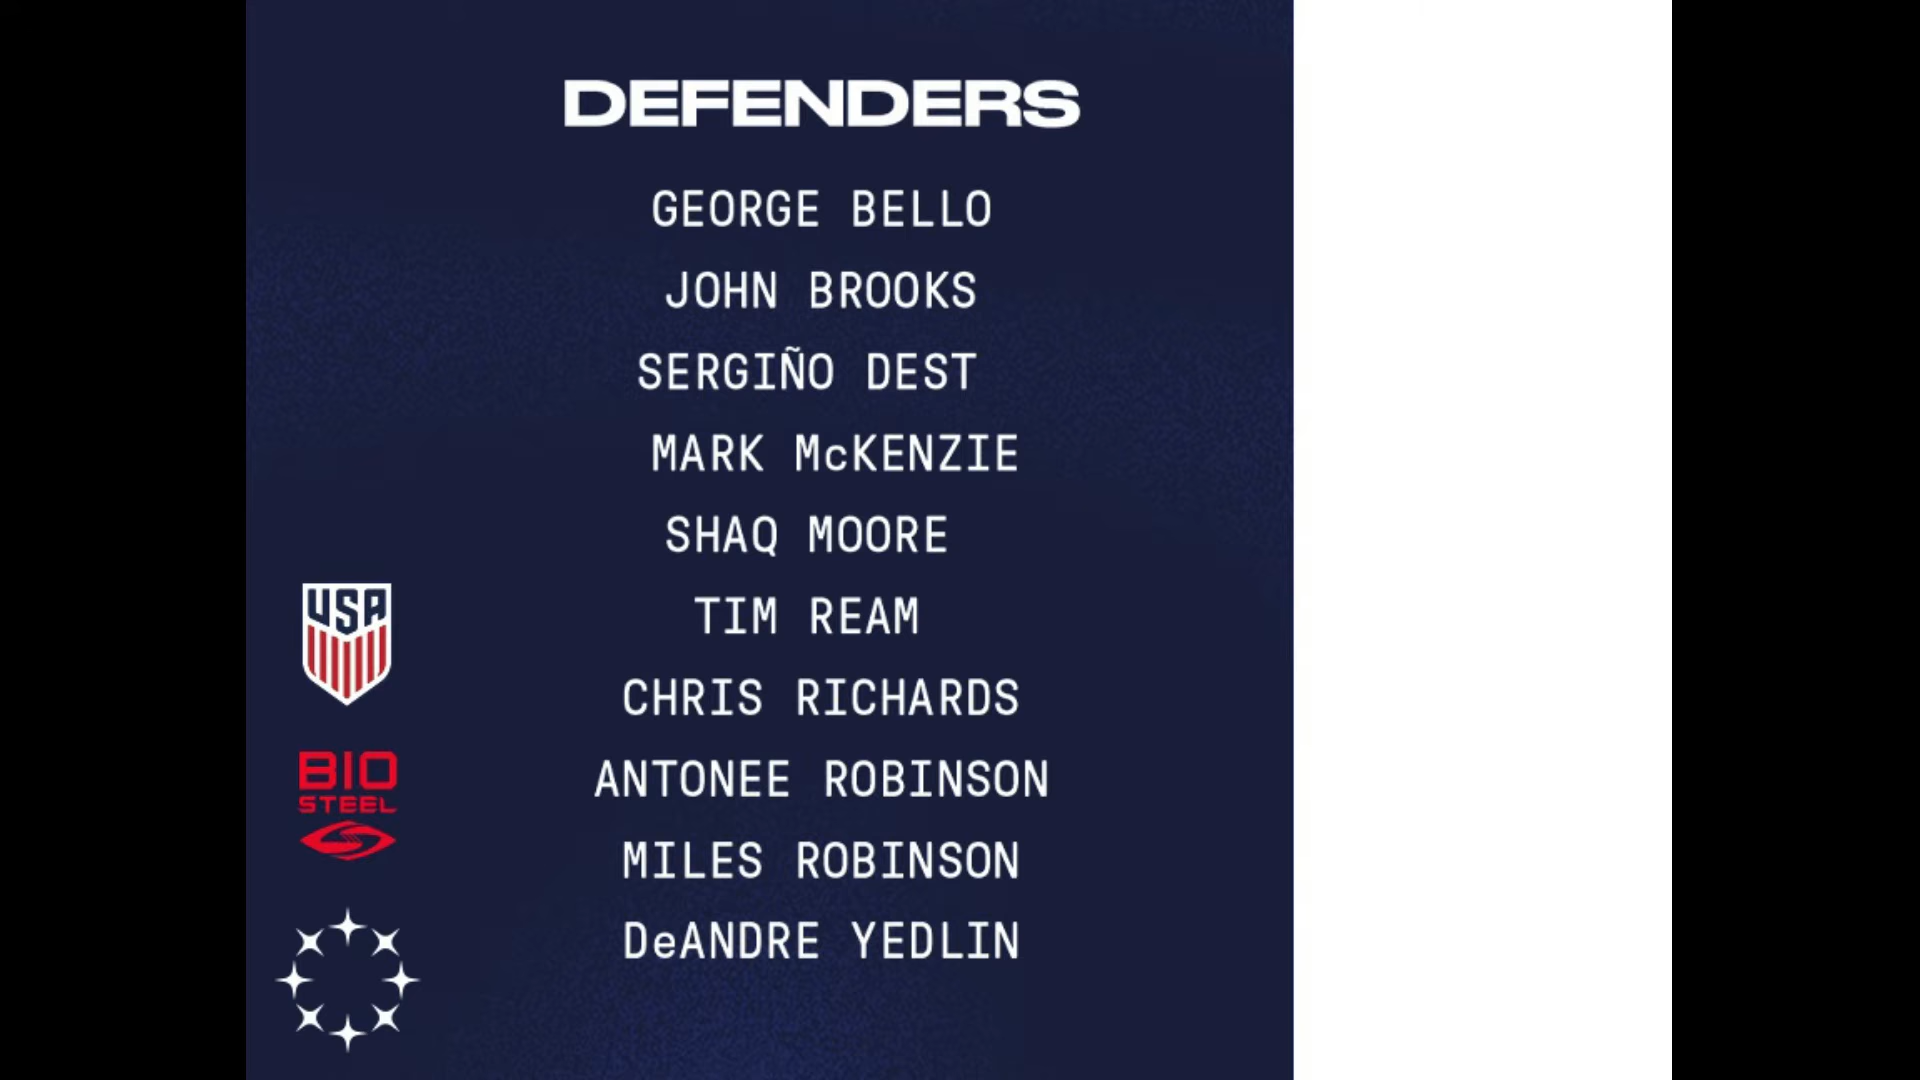 DEFENDERS
GEORGE BELLO
JOHN BROOKS
SERGIÑO DEST
MARK McKENZIE
SHAQ MOORE
TIM REAM
CHRIS RICHARDS
ANTONEE ROBINSON
MILES ROBINSON
DeANDRE YEDLIN
USA
BIO
STEEL